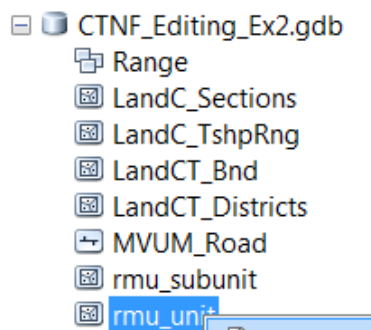 CTNF_Editing_Ex2.gdb
Range
LandC_Sections
LandC_TshpRng
LandCT_Bnd
LandCT_Districts
MVUM_Road
rmu_subunit
rmu_unit